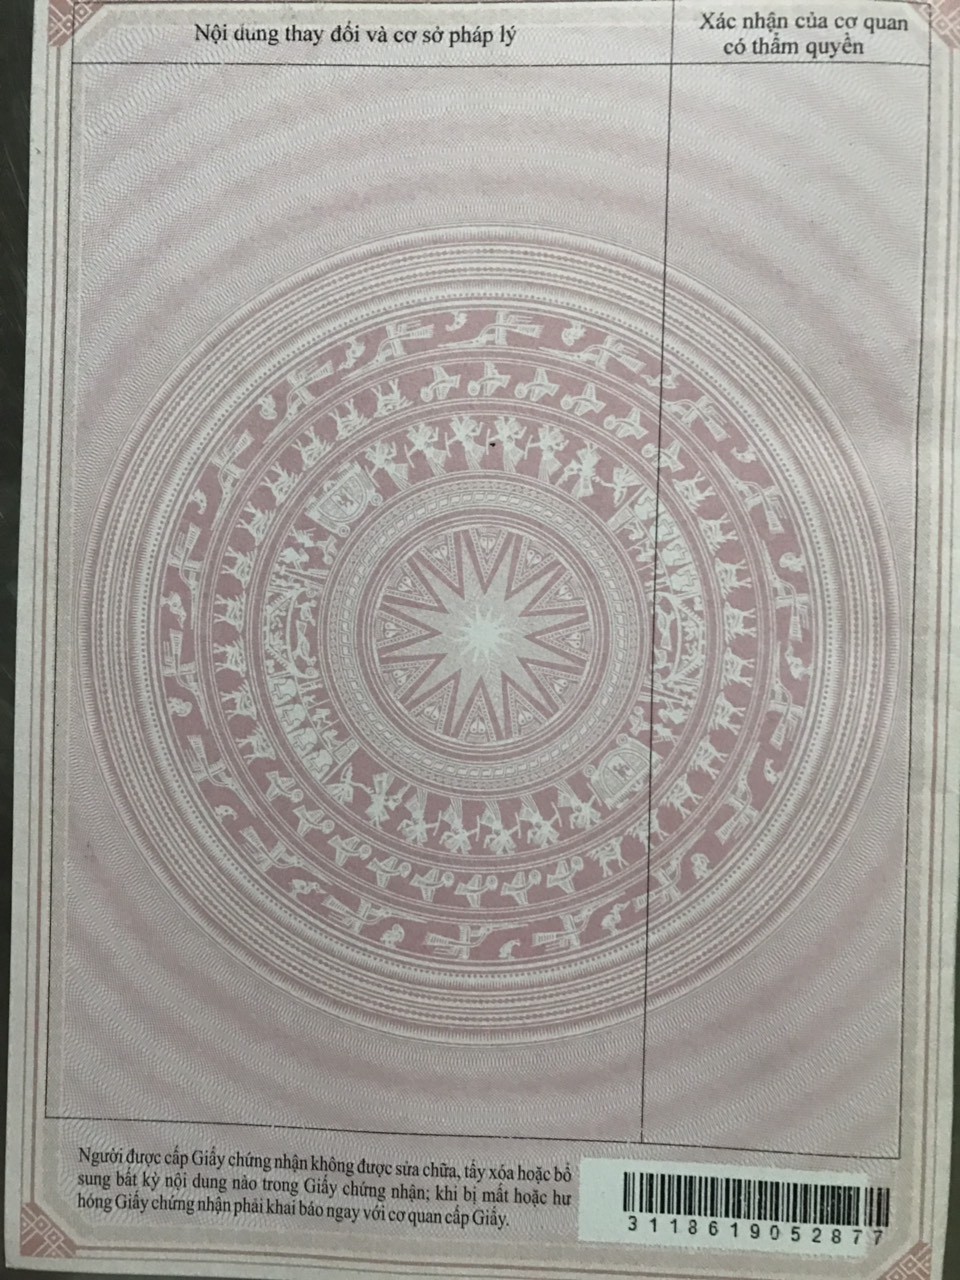 Nội dung thay đổi và cơ sở pháp lý
Xác nhận của cơ quan
có thẩm quyền
Người được cấp Giấy chứng nhận không được sửa chữa, tẩy xóa hoặc bổ
sung bất kỳ nội dung nào trong Giấy chứng nhận; khi bị mất hoặc hư
hỏng Giấy chứng nhận phải khai báo ngay với cơ quan cấp Giấy.
3118619052877